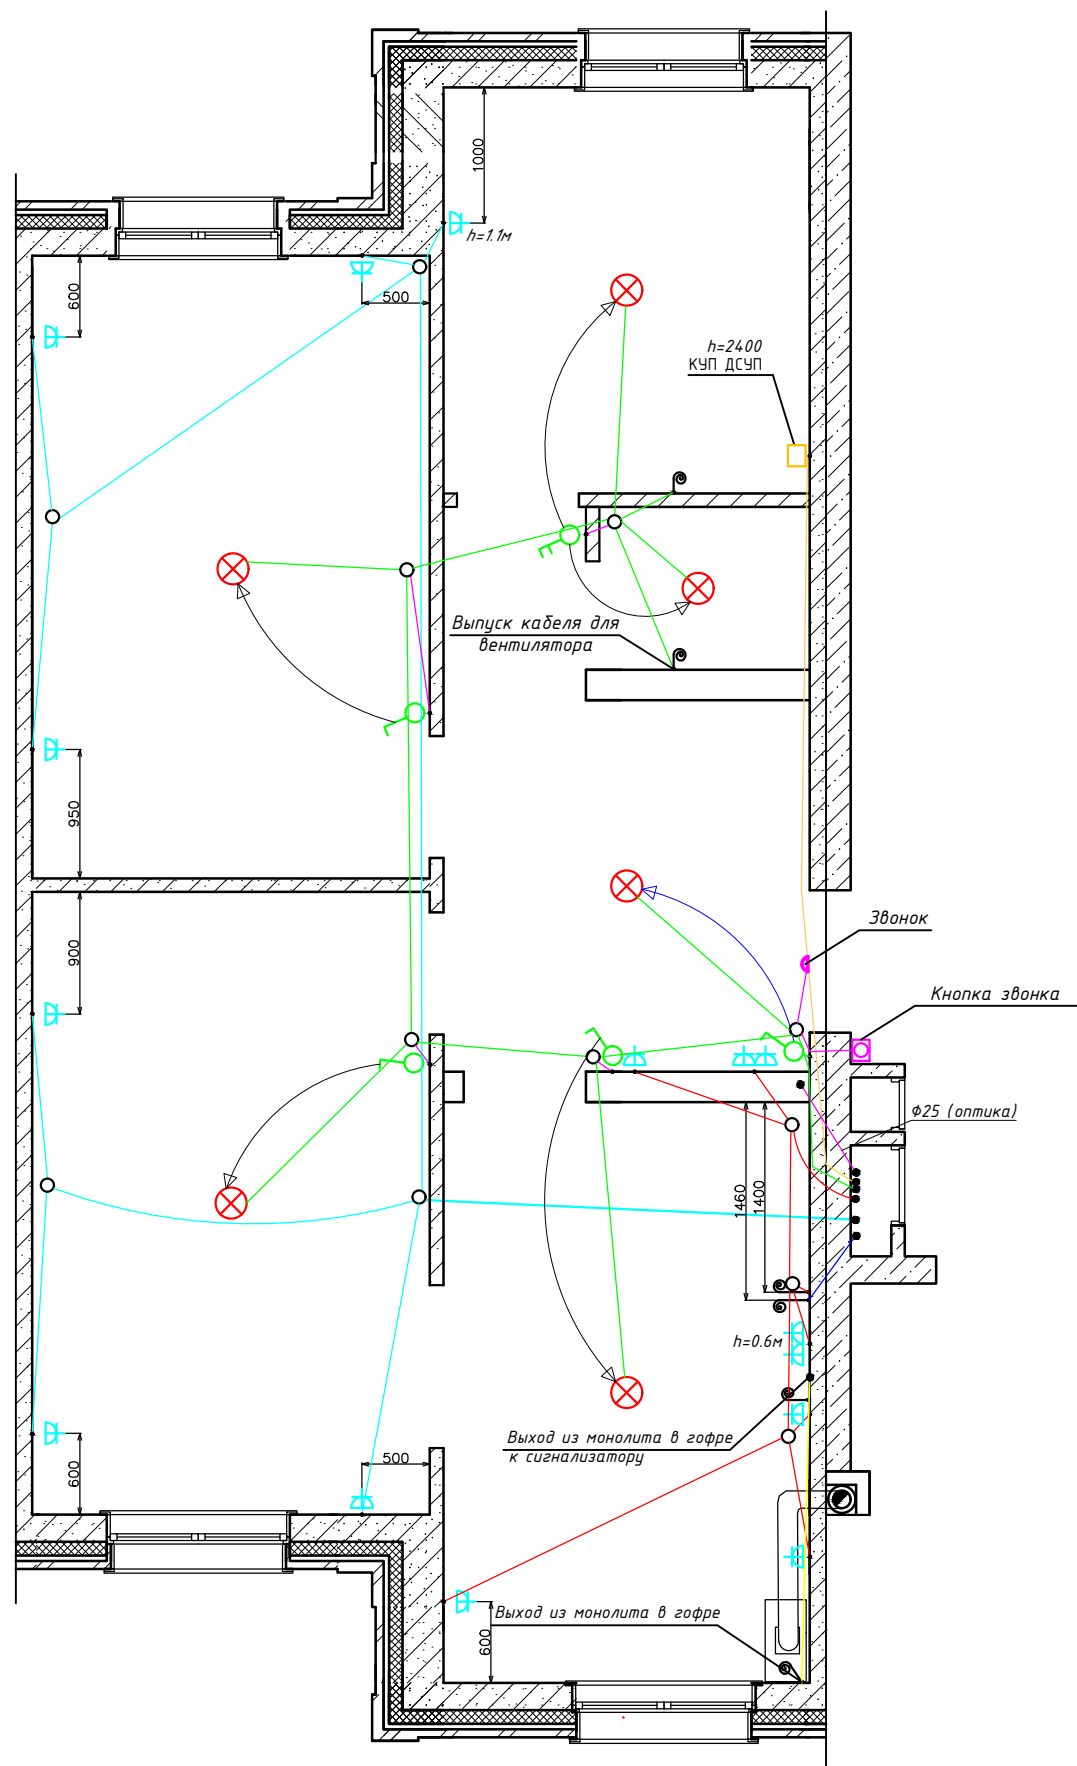 1000
h=1.1м
600
500
h=2400
КУП ДСУП
Выпуск кабеля для
вентилятора
950
900
Звонок
Кнопка звонка
Ф25 (оптика)
1460
1400
h=0.6м
Выход из монолита в гофре
к сигнализатору
500
600
Выход из монолита в гофре
600